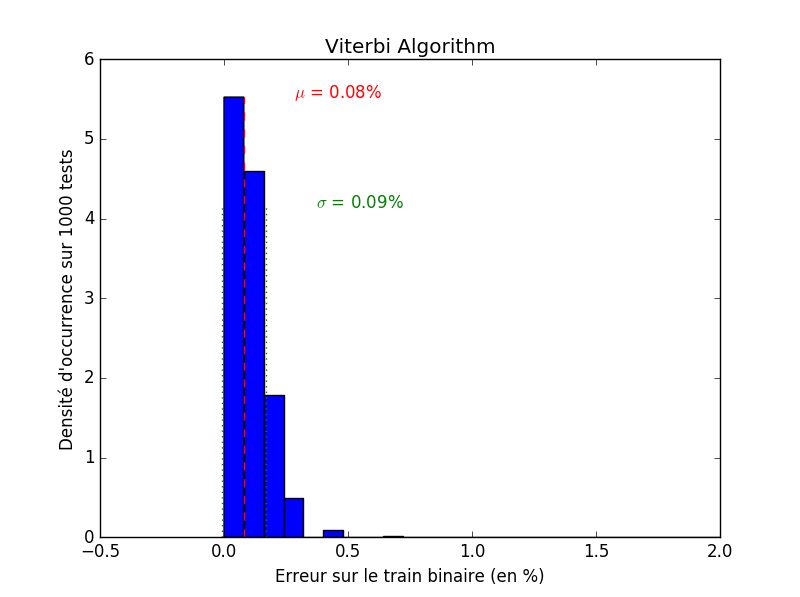 Viterbi Algorithm
6
μ = 0.08%
5
σ = 0.09%
4
3
2
1
0
Densité d'occurrence sur 1000 tests
−0.5 0.0 0.5 1.0 1.5 2.0
Erreur sur le train binaire (en %)